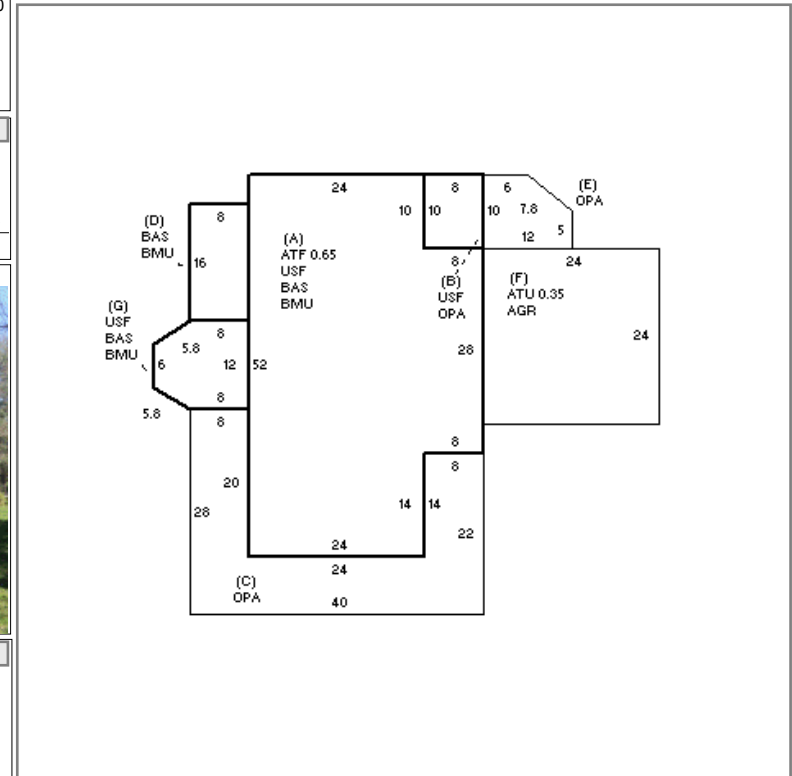 24
8
6
(E)
OPA
10
10
10
7.8
8
(D)
BAS
BMU
(A)
ATF 0.65
USF
BAS
BMU
12
5
16
8
24
(B)
USF
OPA
(F)
ATU 0.35
AGR
(G)
USF
BAS
BMU
8
5.8
6
12
52
28
24
8
5.8
8
8
8
20
28
14
14
22
24
24
(C)
OPA
40